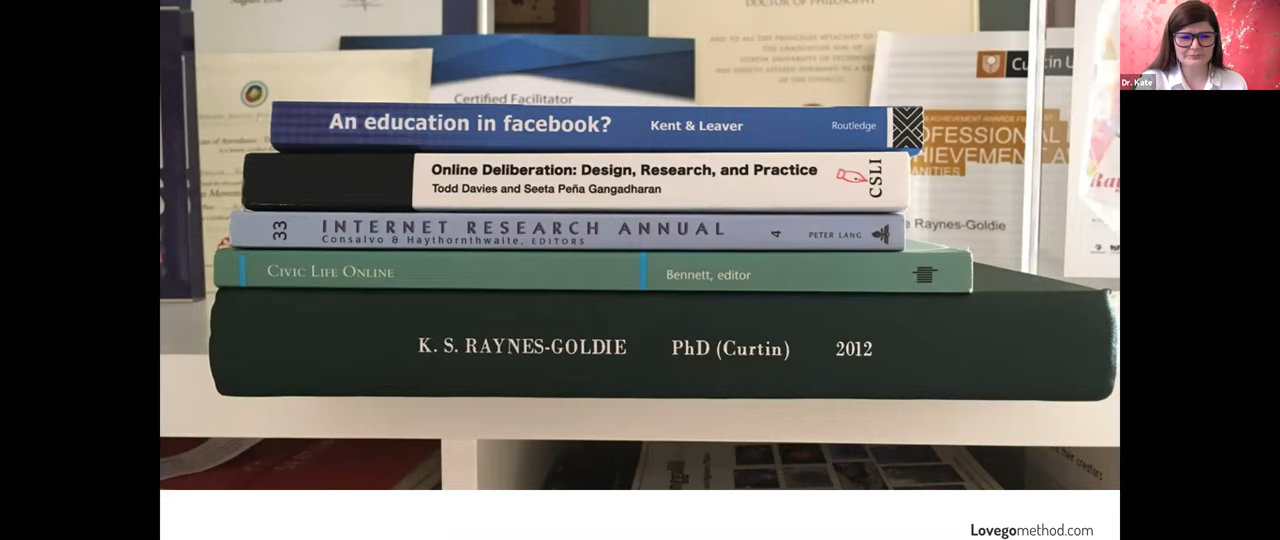 DOCTOR OF PHILOSOPHY
Certified Facilitator
Curtin U
An education in facebook? Kent & Leaver Routledge
Online Deliberation: Design, Research, and Practice
Todd Davies and Seeta Peña Gangadharan
CSLI
33 INTERNET RESEARCH ANNUAL 4 PETER LANG
Consalvo & Haythornthwaite, EDITORS
Raynes-Goldie
CIVIC LIFE ONLINE Bennett, editor
K. S. RAYNES-GOLDIE PhD (Curtin) 2012
Dr. Kate
Lovegomethod.com